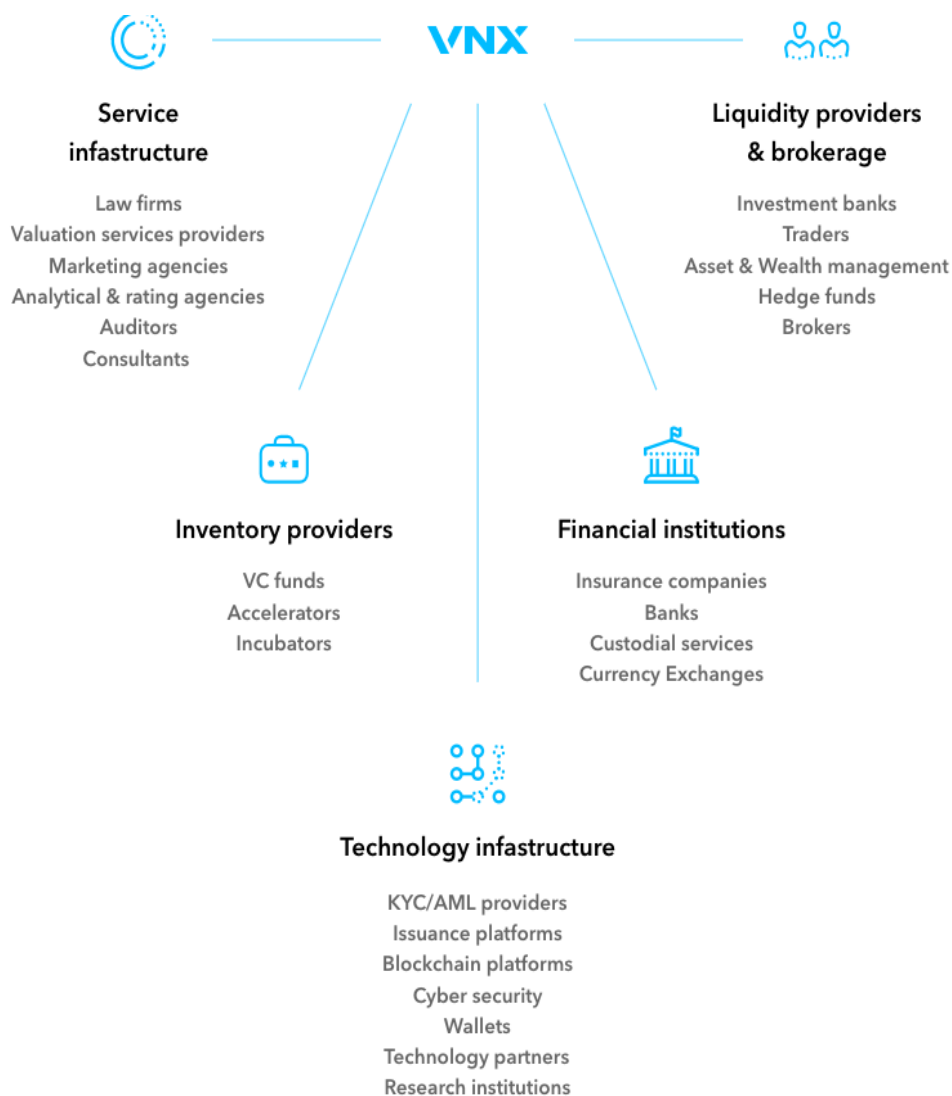 VNX
Service
infastructure
Law firms
Valuation services providers
Marketing agencies
Analytical & rating agencies
Auditors
Consultants
Liquidity providers
& brokerage
Investment banks
Traders
Asset & Wealth management
Hedge funds
Brokers
Inventory providers
VC funds
Accelerators
Incubators
Financial institutions
Insurance companies
Banks
Custodial services
Currency Exchanges
Technology infastructure
KYC/AML providers
Issuance platforms
Blockchain platforms
Cyber security
Wallets
Technology partners
Research institutions